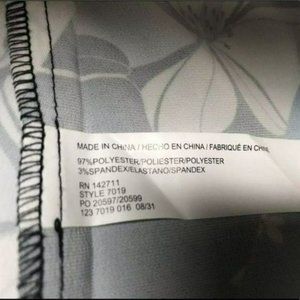 MADE IN CHINA / HECHO EN CHINA / FABRIQUÉ EN CHINE
97%POLYESTER/POLIESTER/POLYESTER
3%SPANDEX/ELASTANO/SPANDEX
RN 142711
STYLE 7019
PO 20597/20599
123 7019 016 08/31